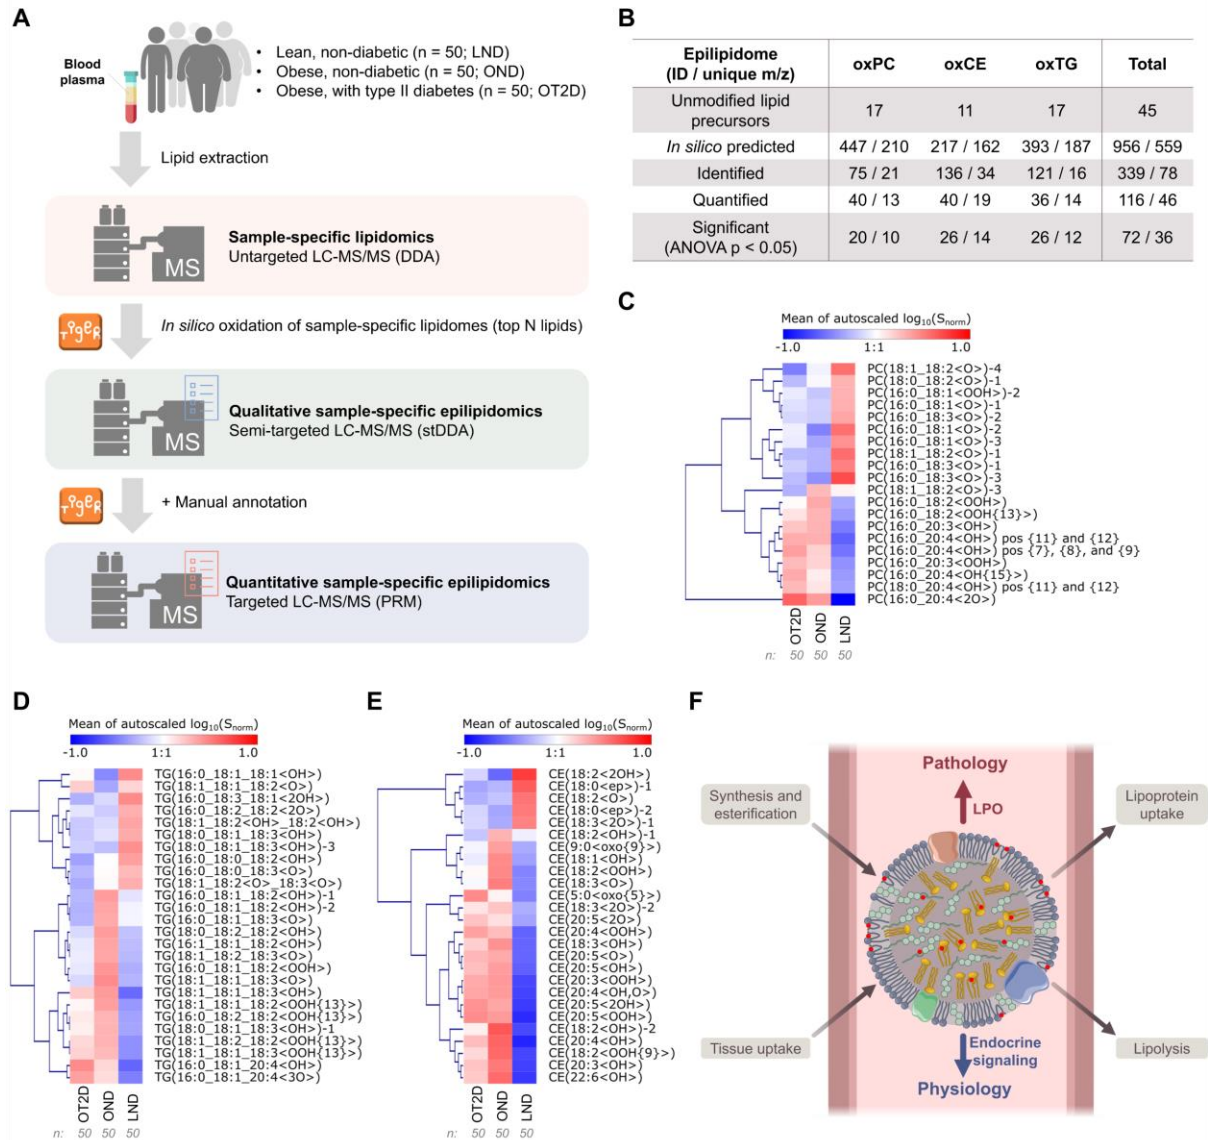 A
Blood
plasma
• Lean, non-diabetic (n = 50; LND)
• Obese, non-diabetic (n = 50; OND)
• Obese, with type II diabetes (n = 50; OT2D)
Lipid extraction
MS
Sample-specific lipidomics
Untargeted LC-MS/MS (DDA)
TigeR
In silico oxidation of sample-specific lipidomes (top N lipids)
MS
Qualitative sample-specific epilipidomics
Semi-targeted LC-MS/MS (stDDA)
TigeR
+ Manual annotation
MS
Quantitative sample-specific epilipidomics
Targeted LC-MS/MS (PRM)
B
Epilipidome (ID / unique m/z) oxPC oxCE oxTG Total
Unmodified lipid precursors 17 11 17 45
In silico predicted 447 / 210 217 / 162 393 / 187 956 / 559
Identified 75 / 21 136 / 34 121 / 16 339 / 78
Quantified 40 / 13 40 / 19 36 / 14 116 / 46
Significant (ANOVA p < 0.05) 20 / 10 26 / 14 26 / 12 72 / 36
C
Mean of autoscaled log10(Snorm)
-1.0 1:1 1.0
PC(18:1_18:2<O>)-4
PC(18:0_18:2<O>)-1
PC(16:0_18:1<OOH>)-2
PC(16:0_18:1<O>)-1
PC(16:0_18:3<O>)-2
PC(16:0_18:1<O>)-2
PC(16:0_18:1<O>)-3
PC(18:1_18:2<O>)-1
PC(16:0_18:3<O>)-1
PC(16:0_18:3<O>)-3
PC(18:1_18:2<O>)-3
PC(16:0_18:2<OOH>)
PC(16:0_18:2<OOH{13}>)
PC(16:0_20:3<OH>)
PC(16:0_20:4<OH>) pos {11} and {12}
PC(16:0_20:4<OH>) pos {7}, {8}, and {9}
PC(16:0_20:3<OOH>)
PC(16:0_20:4<OH{15}>)
PC(18:0_20:4<OH>) pos {11} and {12}
PC(16:0_20:4<2O>)
OT2D OND LND
n: 50 50 50
D
Mean of autoscaled log10(Snorm)
-1.0 1:1 1.0
TG(16:0_18:1_18:1<OH>)
TG(18:1_18:1_18:2<O>)
TG(16:0_18:3_18:1<2OH>)
TG(16:0_18:2_18:2<2O>)
TG(18:1_18:2<OH>_18:2<OH>)
TG(16:0_18:1_18:3<OH>)
TG(18:0_18:1_18:3<OH>)-3
TG(16:0_18:0_18:2<OH>)
TG(16:0_18:0_18:3<O>)
TG(18:1_18:2<O>_18:3<O>)
TG(16:0_16:1_18:2<OH>)-1
TG(16:0_16:1_18:2<OH>)-2
TG(16:0_18:1_18:3<O>)
TG(18:0_18:2_18:2<OH>)
TG(16:1_18:1_18:2<OH>)
TG(18:1_18:2_18:3<O>)
TG(16:0_18:1_18:2<OOH>)
TG(18:1_18:1_18:3<O>)
TG(18:1_18:1_18:3<OH>)
TG(18:1_18:1_18:2<OOH{13}>)
TG(16:0_18:2_18:2<OOH{13}>)
TG(16:0_18:1_18:3<OH>)-1
TG(18:1_18:2_18:2<OOH{13}>)
TG(18:1_18:1_18:3<OOH{13}>)
TG(16:0_18:1_20:4<OH>)
TG(16:0_18:1_20:4<3O>)
OT2D OND LND
n: 50 50 50
E
Mean of autoscaled log10(Snorm)
-1.0 1:1 1.0
CE(18:2<2OH>)
CE(18:0<ep>)-1
CE(18:2<O>)
CE(18:0<ep>)-2
CE(18:3<2O>)-1
CE(18:2<OH>)-1
CE(9:0<oxo{9}>)
CE(18:1<OH>)
CE(18:2<OOH>)
CE(18:3<O>)
CE(5:0<oxo{5}>)
CE(18:3<2O>)-2
CE(20:5<2O>)
CE(20:4<OOH>)
CE(18:3<OH>)
CE(20:5<O>)
CE(20:5<OH>)
CE(20:3<OOH>)
CE(20:4<OH,O>)
CE(20:5<2OH>)
CE(20:5<OOH>)
CE(18:2<OH>)-2
CE(20:4<OH>)
CE(18:2<OOH{9}>)
CE(20:3<OH>)
CE(22:6<OH>)
OT2D OND LND
n: 50 50 50
F
Pathology
LPO
Synthesis and
esterification
Lipoprotein
uptake
Tissue uptake
Lipolysis
Endocrine
signaling
Physiology